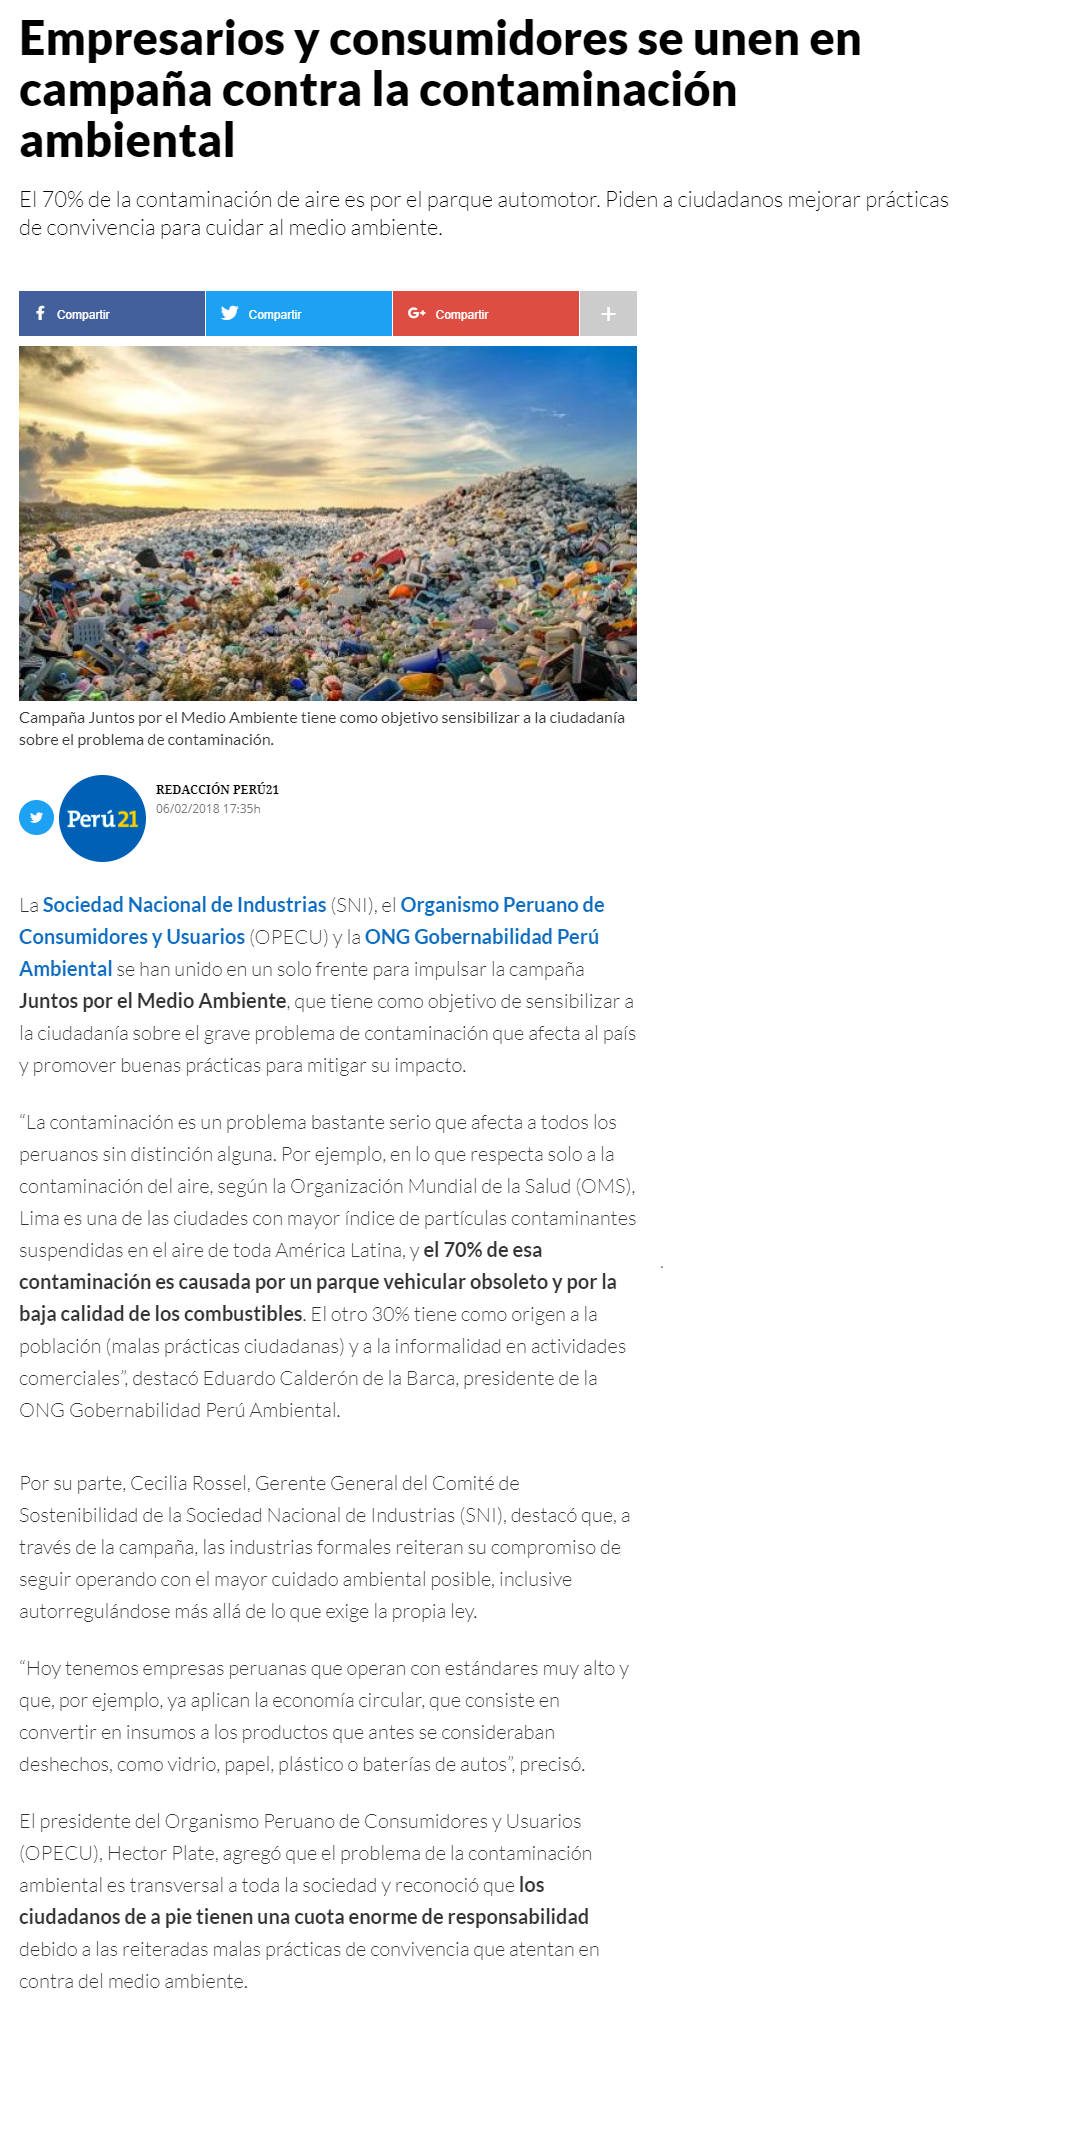 Empresarios y consumidores se unen en
campaña contra la contaminación
ambiental
El 70% de la contaminación de aire es por el parque automotor. Piden a ciudadanos mejorar prácticas
de convivencia para cuidar al medio ambiente.
Compartir Compartir Compartir +
Campaña Juntos por el Medio Ambiente tiene como objetivo sensibilizar a la ciudadanía
sobre el problema de contaminación.
Perú21
REDACCIÓN PERÚ21
06/02/2018 17:35h
La Sociedad Nacional de Industrias (SNI), el Organismo Peruano de
Consumidores y Usuarios (OPECU) y la ONG Gobernabilidad Perú
Ambiental se han unido en un solo frente para impulsar la campaña
Juntos por el Medio Ambiente, que tiene como objetivo de sensibilizar a
la ciudadanía sobre el grave problema de contaminación que afecta al país
y promover buenas prácticas para mitigar su impacto.
“La contaminación es un problema bastante serio que afecta a todos los
peruanos sin distinción alguna. Por ejemplo, en lo que respecta solo a la
contaminación del aire, según la Organización Mundial de la Salud (OMS),
Lima es una de las ciudades con mayor índice de partículas contaminantes
suspendidas en el aire de toda América Latina, y el 70% de esa
contaminación es causada por un parque vehicular obsoleto y por la
baja calidad de los combustibles. El otro 30% tiene como origen a la
población (malas prácticas ciudadanas) y a la informalidad en actividades
comerciales”, destacó Eduardo Calderón de la Barca, presidente de la
ONG Gobernabilidad Perú Ambiental.
Por su parte, Cecilia Rossel, Gerente General del Comité de
Sostenibilidad de la Sociedad Nacional de Industrias (SNI), destacó que, a
través de la campaña, las industrias formales reiteran su compromiso de
seguir operando con el mayor cuidado ambiental posible, inclusive
autorregulándose más allá de lo que exige la propia ley.
“Hoy tenemos empresas peruanas que operan con estándares muy alto y
que, por ejemplo, ya aplican la economía circular, que consiste en
convertir en insumos a los productos que antes se consideraban
deshechos, como vidrio, papel, plástico o baterías de autos”, precisó.
El presidente del Organismo Peruano de Consumidores y Usuarios
(OPECU), Hector Plate, agregó que el problema de la contaminación
ambiental es transversal a toda la sociedad y reconoció que los
ciudadanos de a pie tienen una cuota enorme de responsabilidad
debido a las reiteradas malas prácticas de convivencia que atentan en
contra del medio ambiente.